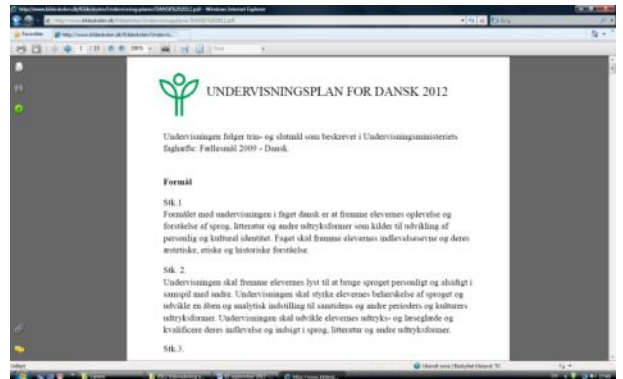 UNDERVISNINGSPLAN FOR DANSK 2012
Undervisningen følger trin- og slutmål som beskrevet i Undervisningsministeriets
faghæfte: Fællesmål 2009 - Dansk.
Formål
Stk.1
Formålet med undervisningen i faget dansk er at fremme elevernes oplevelse og
forståelse af sprog, litteratur og andre udtryksformer som kilder til udvikling af
personlig og kulturel identitet. Faget skal fremme elevernes indlevelsesevne og deres
æstetiske, etiske og historiske forståelse.
Stk. 2.
Undervisningen skal fremme elevernes lyst til at bruge sproget personligt og alsidigt i
samspil med andre. Undervisningen skal styrke elevernes beherskelse af sproget og
udvikle en åben og analytisk indstilling til samtidens og andre perioders og kulturers
udtryksformer. Undervisningen skal udvikle elevernes udtryks- og læseglæde og
kvalificere deres indlevelse og indsigt i sprog, litteratur og andre udtryksformer.
Stk.3.